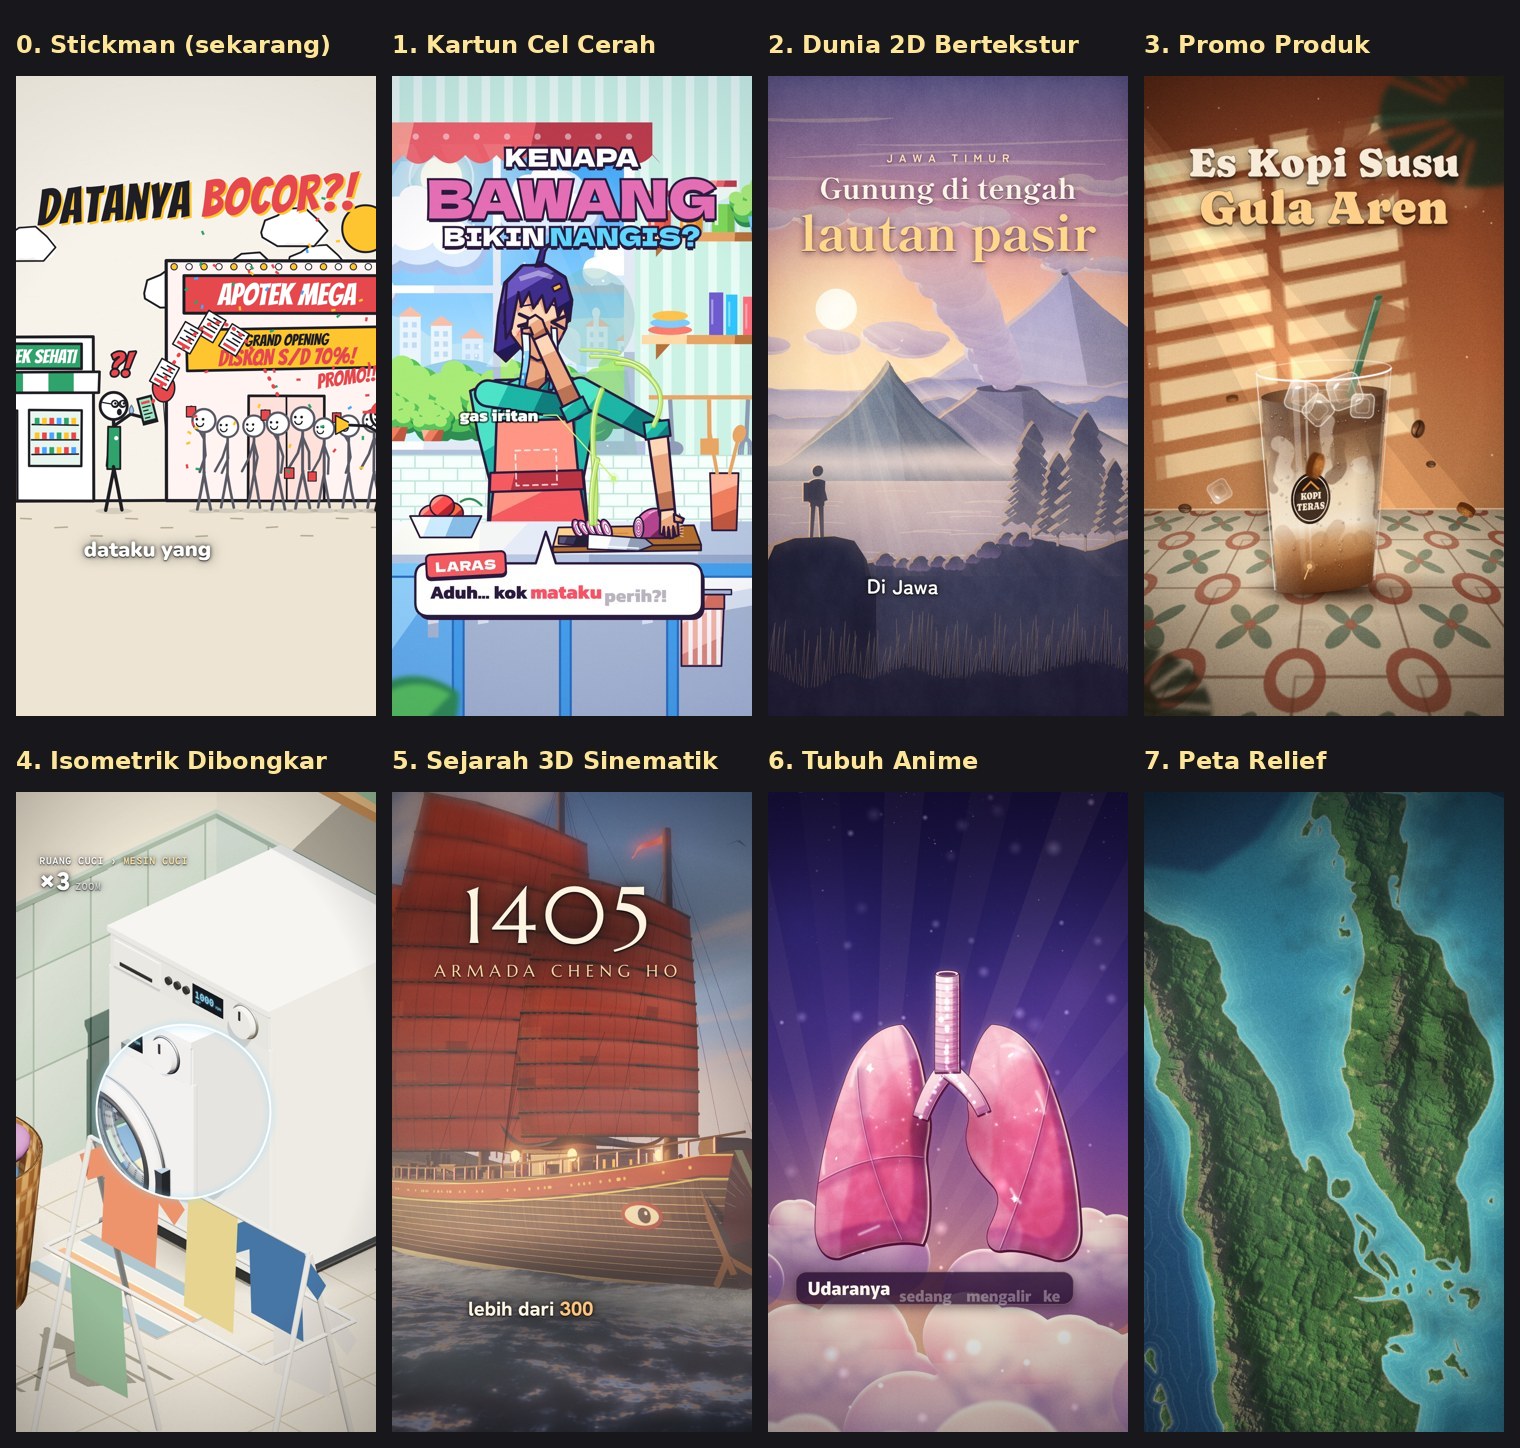 0. Stickman (sekarang)
DATANYA BOCOR?!
APOTEK MEGA
GRAND OPENING
DISKON S/D 70%!
PROMO!!
EK SEHATI
?!
dataku yang
1. Kartun Cel Cerah
KENAPA
BAWANG
BIKIN NANGIS?
gas iritan
LARAS
Aduh... kok mataku perih?!
2. Dunia 2D Bertekstur
JAWA TIMUR
Gunung di tengah
lautan pasir
Di Jawa
3. Promo Produk
Es Kopi Susu
Gula Aren
KOPI
TERAS
4. Isometrik Dibongkar
RUANG CUCI › MESIN CUCI
×3 ZOOM
1000
5. Sejarah 3D Sinematik
1405
ARMADA CHENG HO
lebih dari 300
6. Tubuh Anime
Udaranya sedang mengalir ke
7. Peta Relief